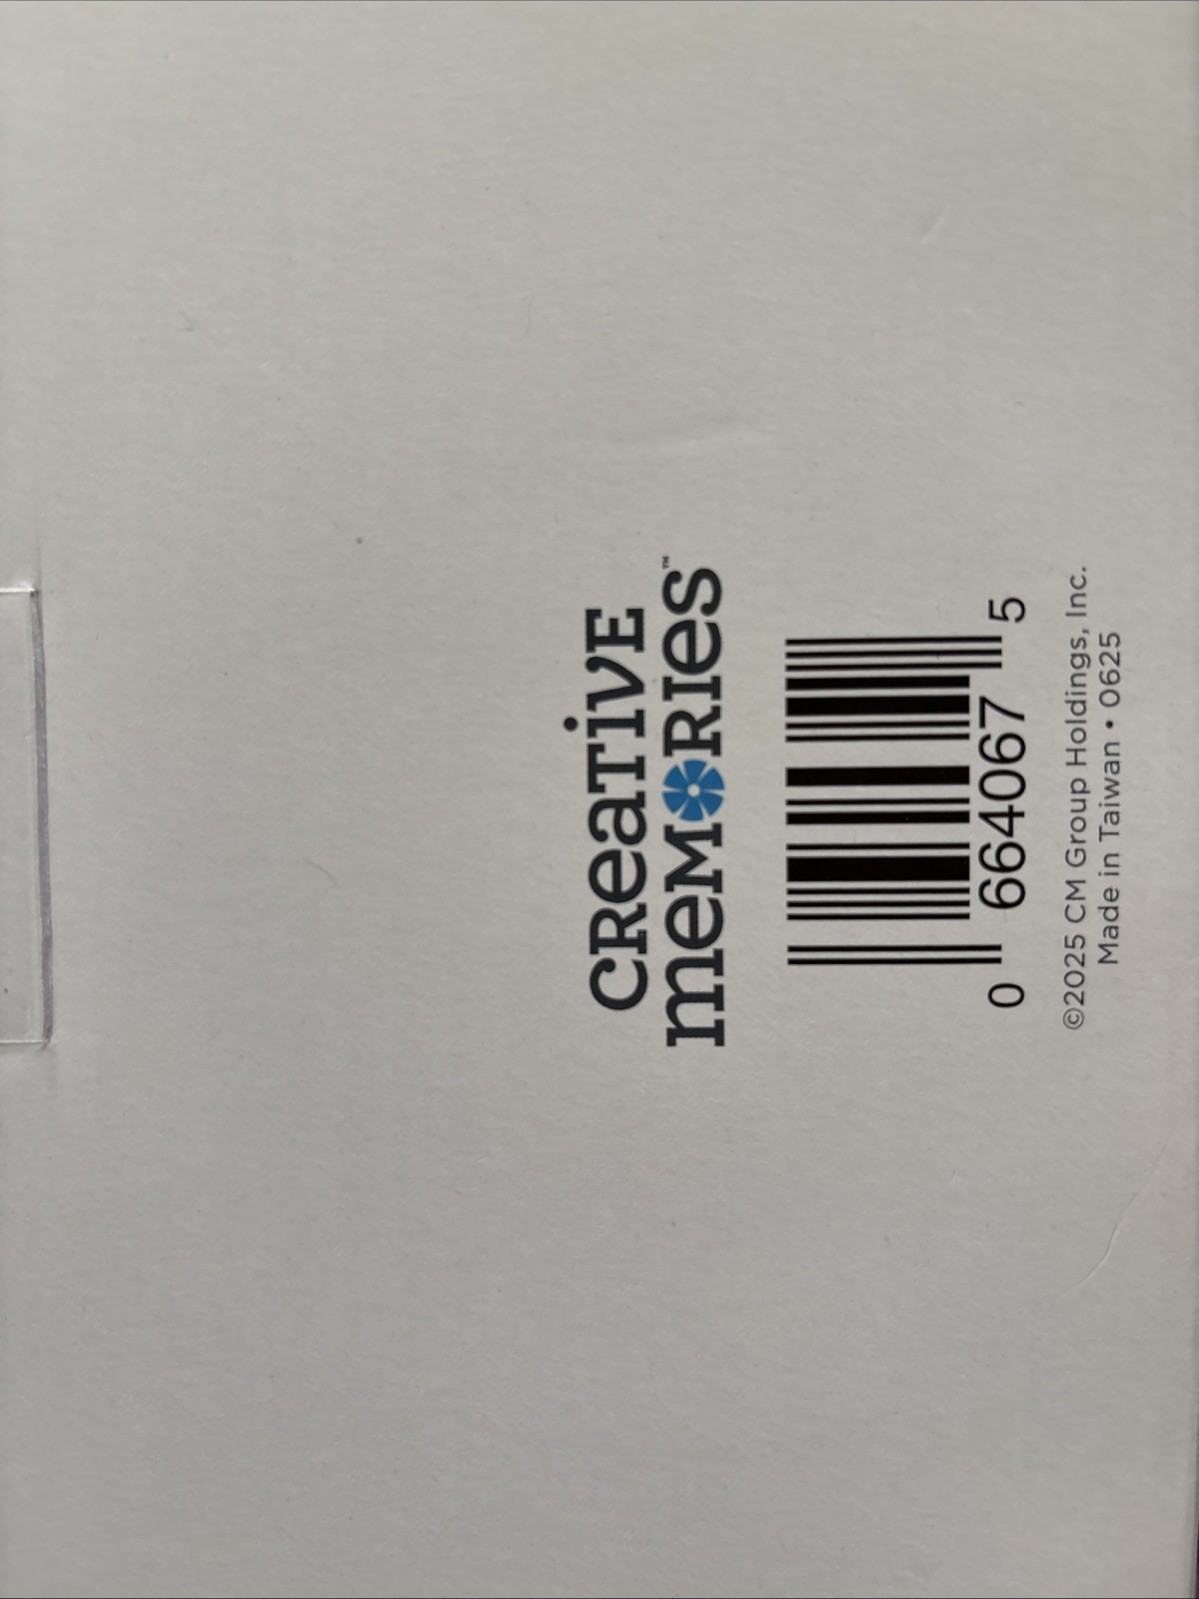 CReaTiVE
meMORies™
0 664067 5
©2025 CM Group Holdings, Inc.
Made in Taiwan • 0625